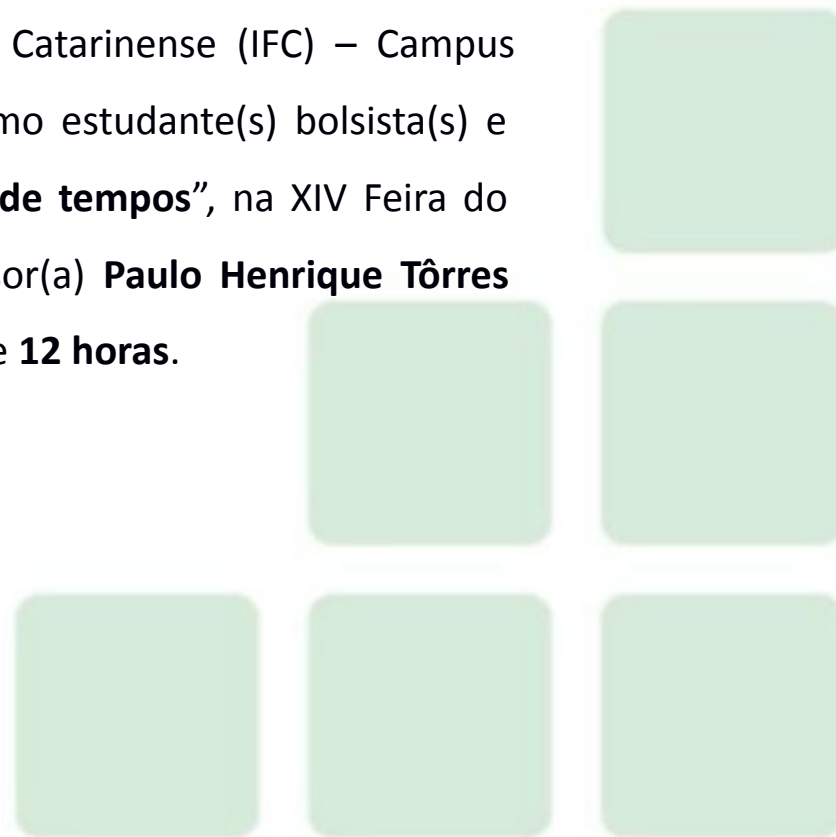 Catarinense (IFC) – Campus
mo estudante(s) bolsista(s) e
de tempos”, na XIV Feira do
or(a) Paulo Henrique Tôrres
e 12 horas.